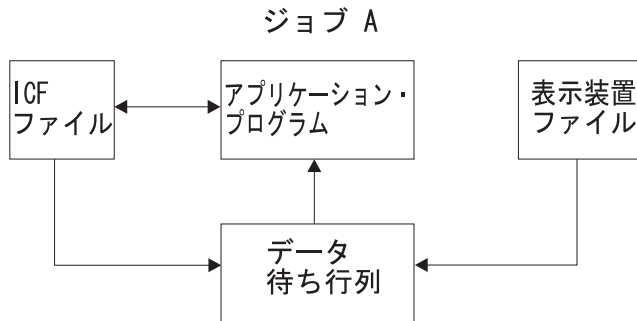 ジョブ A
ICF
ファイル
アプリケーション・
プログラム
表示装置
ファイル
データ
待ち行列